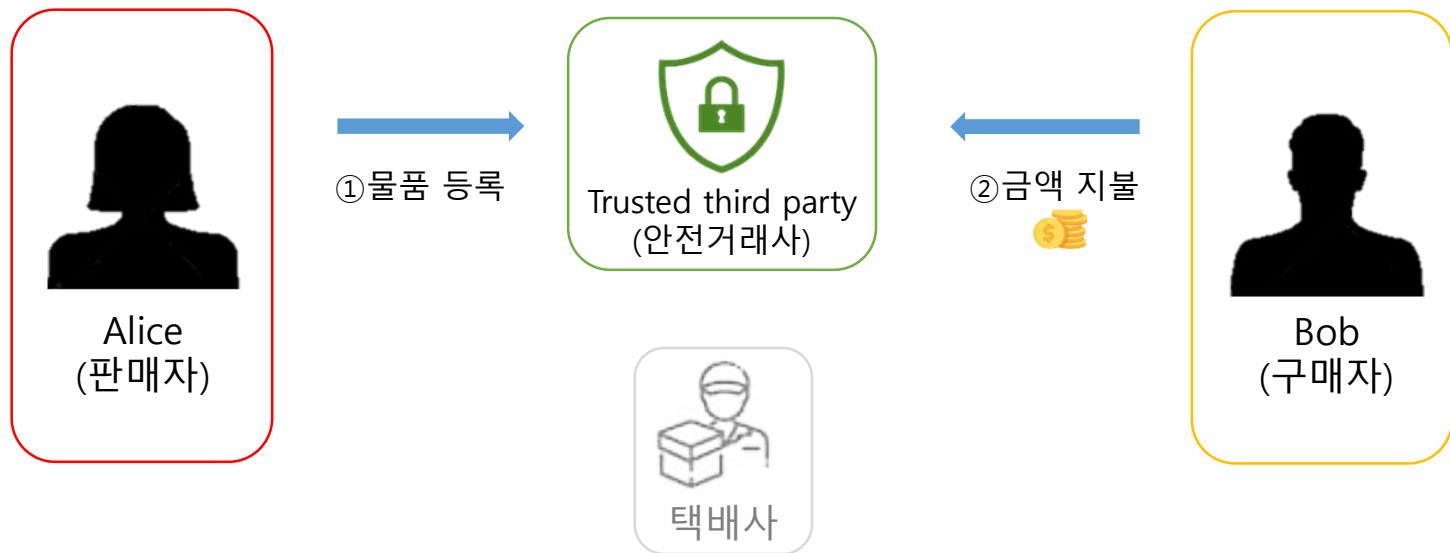 ①물품 등록
Trusted third party
(안전거래사)
②금액 지불
Alice
(판매자)
Bob
(구매자)
택배사